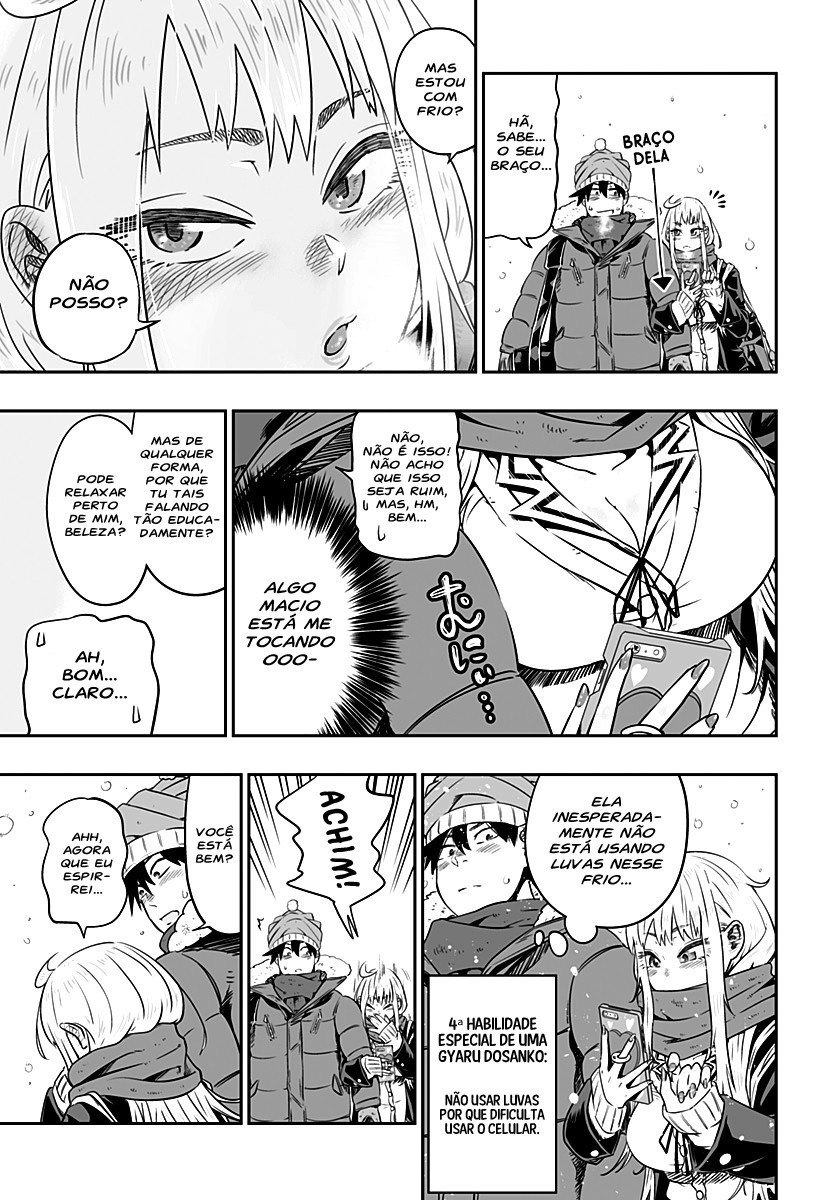 HÃ,
SABE...
O SEU
BRAÇO...
BRAÇO
DELA
MAS
ESTOU
COM
FRIO?
NÃO
POSSO?
NÃO,
NÃO É ISSO!
NÃO ACHO
QUE ISSO
SEJA RUIM,
MAS, HM,
BEM...
ALGO
MACIO
ESTÁ ME
TOCANDO
OOO-
むにぃ…
MAS DE
QUALQUER
FORMA,
POR QUE
TU TAIS
FALANDO
TÃO EDUCA-
DAMENTE?
PODE
RELAXAR
PERTO
DE MIM,
BELEZA?
AH,
BOM...
CLARO...
ELA
INESPERADA-
MENTE NÃO
ESTÁ USANDO
LUVAS NESSE
FRIO...
4ª HABILIDADE
ESPECIAL DE UMA
GYARU DOSANKO:
NÃO USAR LUVAS
POR QUE DIFICULTA
USAR O CELULAR.
ACHIM!
VOCÊ
ESTÁ
BEM?
AHH,
AGORA
QUE EU
ESPIR-
REI...